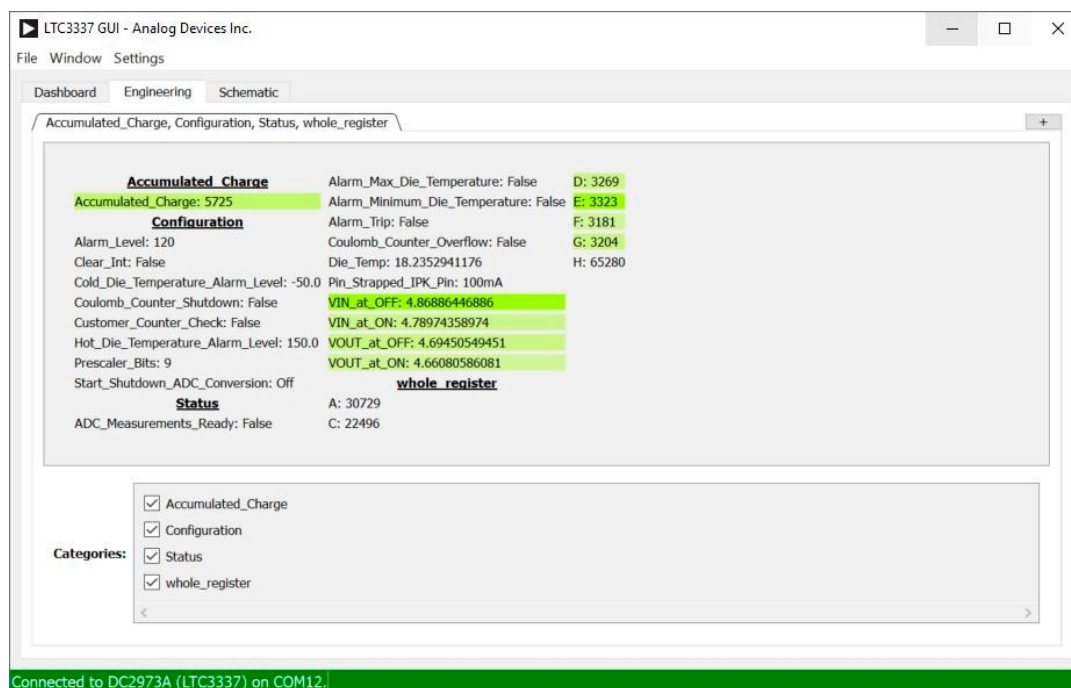 LTC3337 GUI - Analog Devices Inc.
File Window Settings
Dashboard Engineering Schematic
Accumulated_Charge, Configuration, Status, whole_register
+
Accumulated_Charge
Accumulated_Charge: 5725
Configuration
Alarm_Level: 120
Clear_Int: False
Cold_Die_Temperature_Alarm_Level: -50.0
Coulomb_Counter_Shutdown: False
Customer_Counter_Check: False
Hot_Die_Temperature_Alarm_Level: 150.0
Prescaler_Bits: 9
Start_Shutdown_ADC_Conversion: Off
Status
ADC_Measurements_Ready: False
Alarm_Max_Die_Temperature: False
Alarm_Minimum_Die_Temperature: False
Alarm_Trip: False
Coulomb_Counter_Overflow: False
Die_Temp: 18.2352941176
Pin_Strapped_IPK_Pin: 100mA
VIN_at_OFF: 4.86886446886
VIN_at_ON: 4.78974358974
VOUT_at_OFF: 4.69450549451
VOUT_at_ON: 4.66080586081
whole_register
A: 30729
C: 22496
D: 3269
E: 3323
F: 3181
G: 3204
H: 65280
Categories:
Accumulated_Charge
Configuration
Status
whole_register
Connected to DC2973A (LTC3337) on COM12.